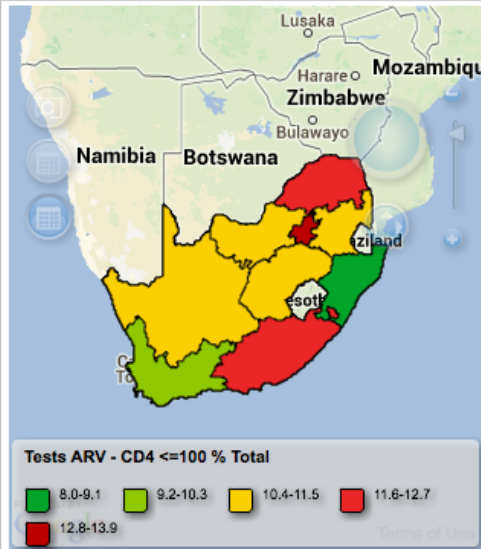 Lusaka
Harare
Mozambiqu
Zimbabwe
Bulawayo
Namibia
Botswana
aziland
esoth
C
To
Tests ARV - CD4 <=100 % Total
8.0-9.1
9.2-10.3
10.4-11.5
11.6-12.7
12.8-13.9
Terms of Use